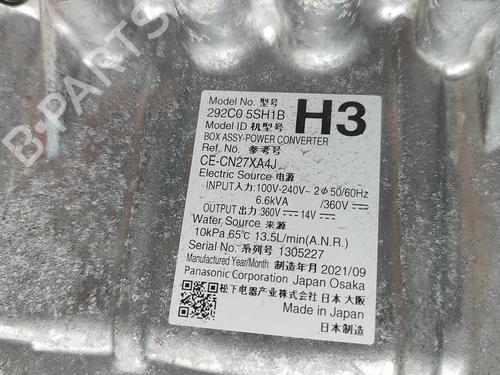 Model No. 型号
292C0 5SH1B
H3
Model ID 机型号
BOX ASSY-POWER CONVERTER
Ref. No. 参考号
CE-CN27XA4J
Electric Source 电源
INPUT入力:100V-240V~ 2φ50/60Hz
6.6kVA /360V⎓
OUTPUT 出力:360V⎓ 14V⎓
Water Source 来源
10kPa 65℃ 13.5L/min(A.N.R.)
Serial No. 系列号 1305227
Manufactured Year/Month 制造年月 2021/09
Panasonic Corporation Japan Osaka
松下电器产业株式会社 日本 大阪
Made in Japan
日本制造
B-PARTS